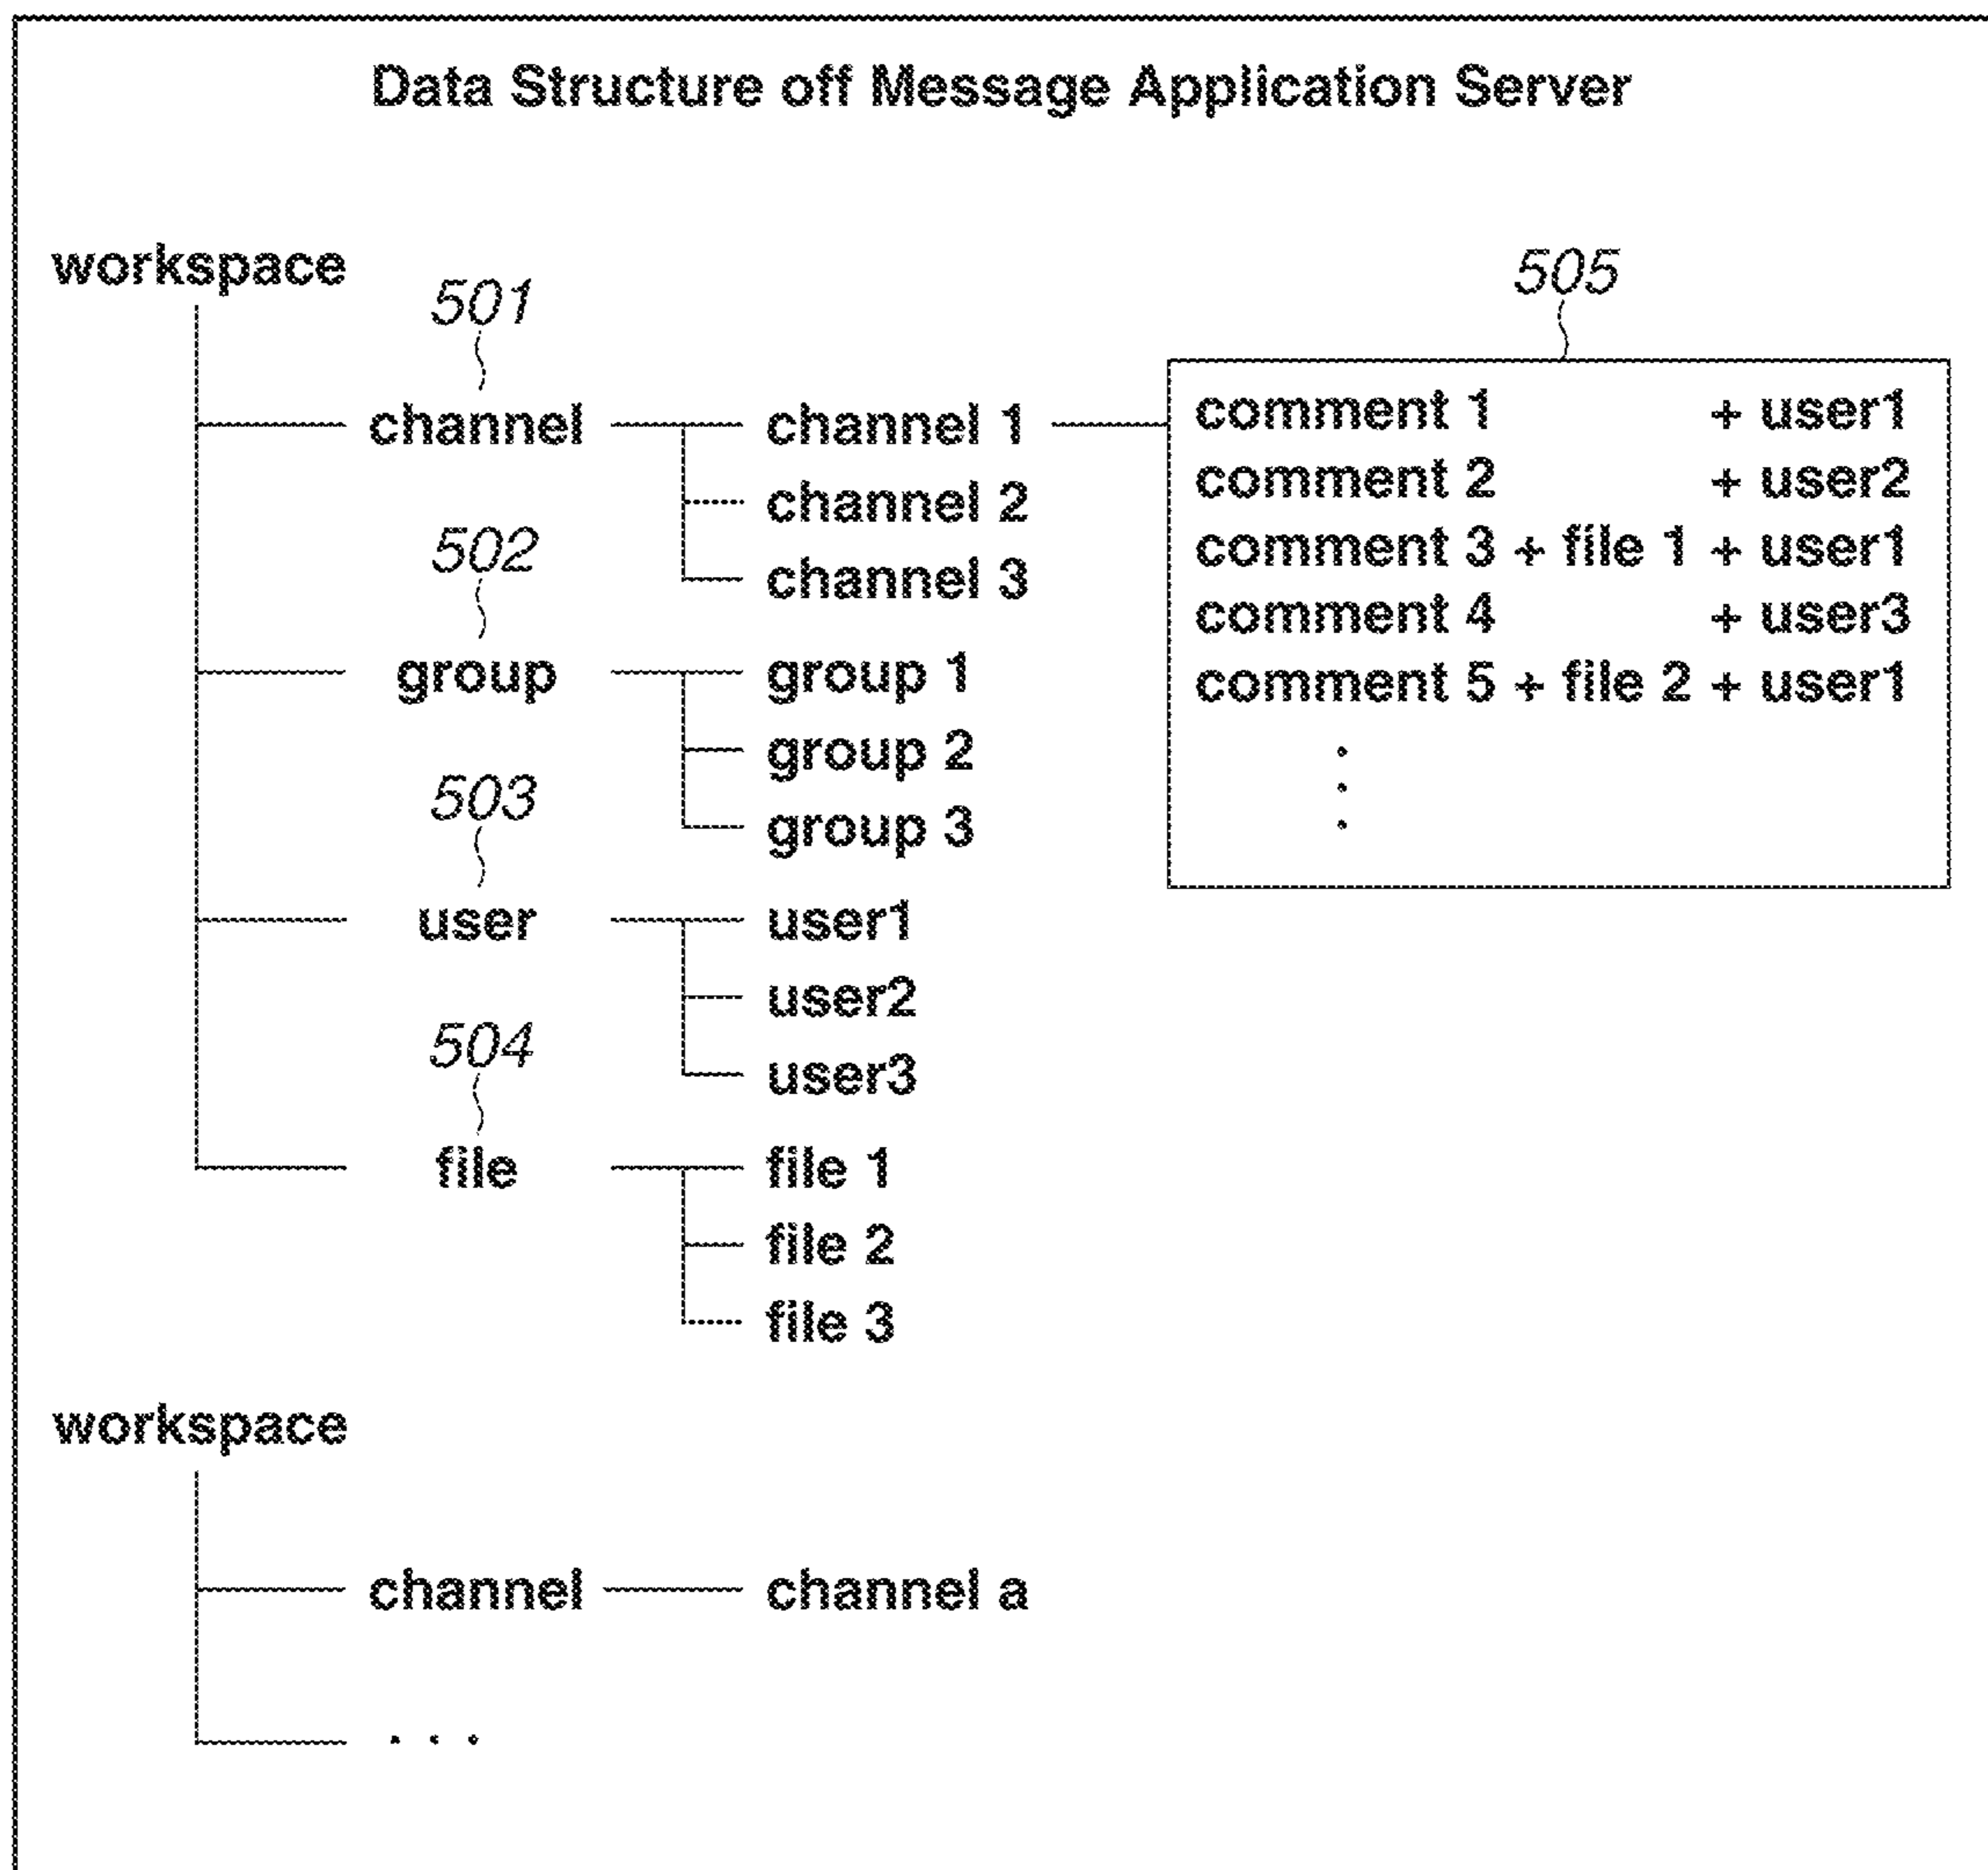 Data Structure off Message Application Server
workspace
501
505
channel
channel 1
channel 2
channel 3
comment 1 + user1
comment 2 + user2
comment 3 + file 1 + user1
comment 4 + user3
comment 5 + file 2 + user1
502
group
group 1
group 2
group 3
503
user
user1
user2
user3
504
file
file 1
file 2
file 3
workspace
channel
channel a
. . .